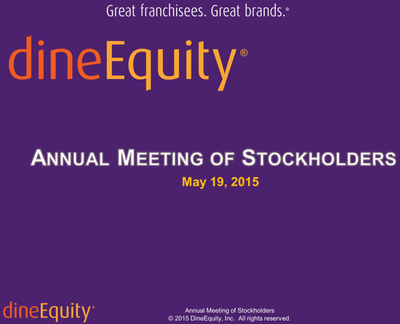 Great franchisees. Great brands.®
dineEquity®
ANNUAL MEETING OF STOCKHOLDERS
May 19, 2015
dineEquity
Annual Meeting of Stockholders
© 2015 DineEquity, Inc.  All rights reserved.